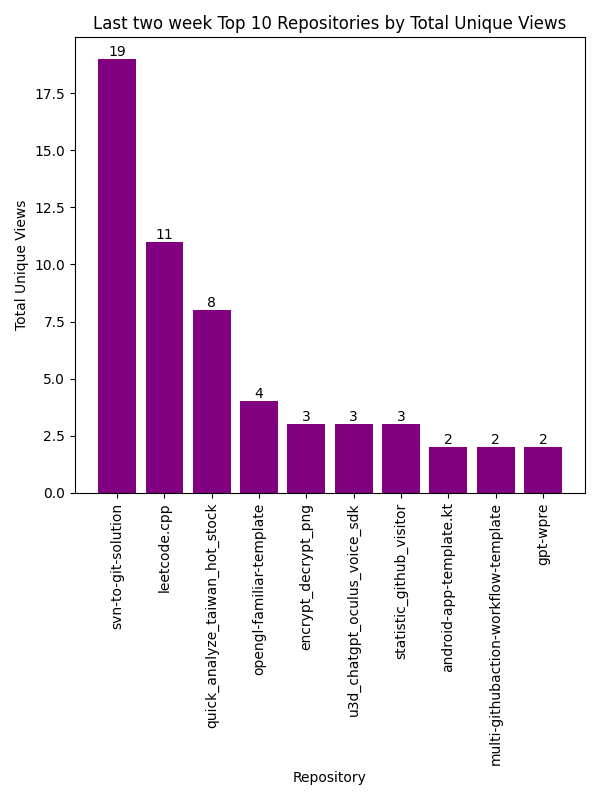 Last two week Top 10 Repositories by Total Unique Views
Total Unique Views
17.5
15.0
12.5
10.0
7.5
5.0
2.5
0.0
19
11
8
4
3
3
3
2
2
2
svn-to-git-solution
leetcode.cpp
quick_analyze_taiwan_hot_stock
opengl-familiar-template
encrypt_decrypt_png
u3d_chatgpt_oculus_voice_sdk
statistic_github_visitor
android-app-template.kt
multi-githubaction-workflow-template
gpt-wpre
Repository